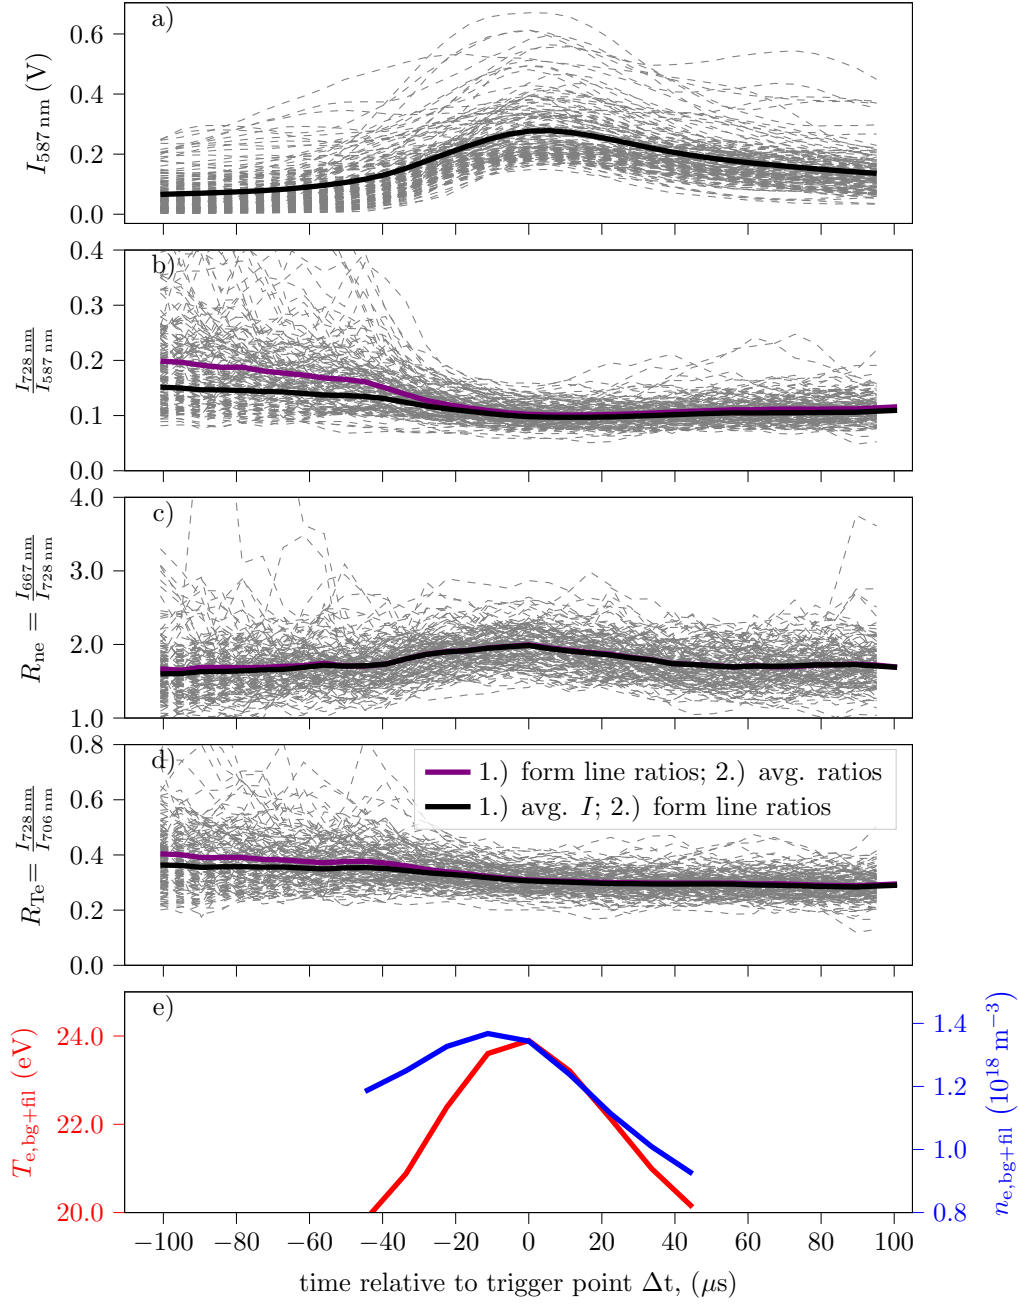 a)
0.6
0.4
0.2
0.0
I587 nm (V)
b)
0.4
0.3
0.2
0.1
0.0
I728 nm
I587 nm
c)
4.0
3.0
2.0
1.0
Rne = I667 nm
I728 nm
d)
0.8
0.6
0.4
0.2
0.0
RTe= I728 nm
I706 nm
1.) form line ratios; 2.) avg. ratios
1.) avg. I; 2.) form line ratios
e)
24.0
22.0
20.0
Te,bg+fil (eV)
1.4
1.2
1.0
0.8
ne,bg+fil (10^18 m^−3)
−100 −80 −60 −40 −20 0 20 40 60 80 100
time relative to trigger point Δt, (μs)